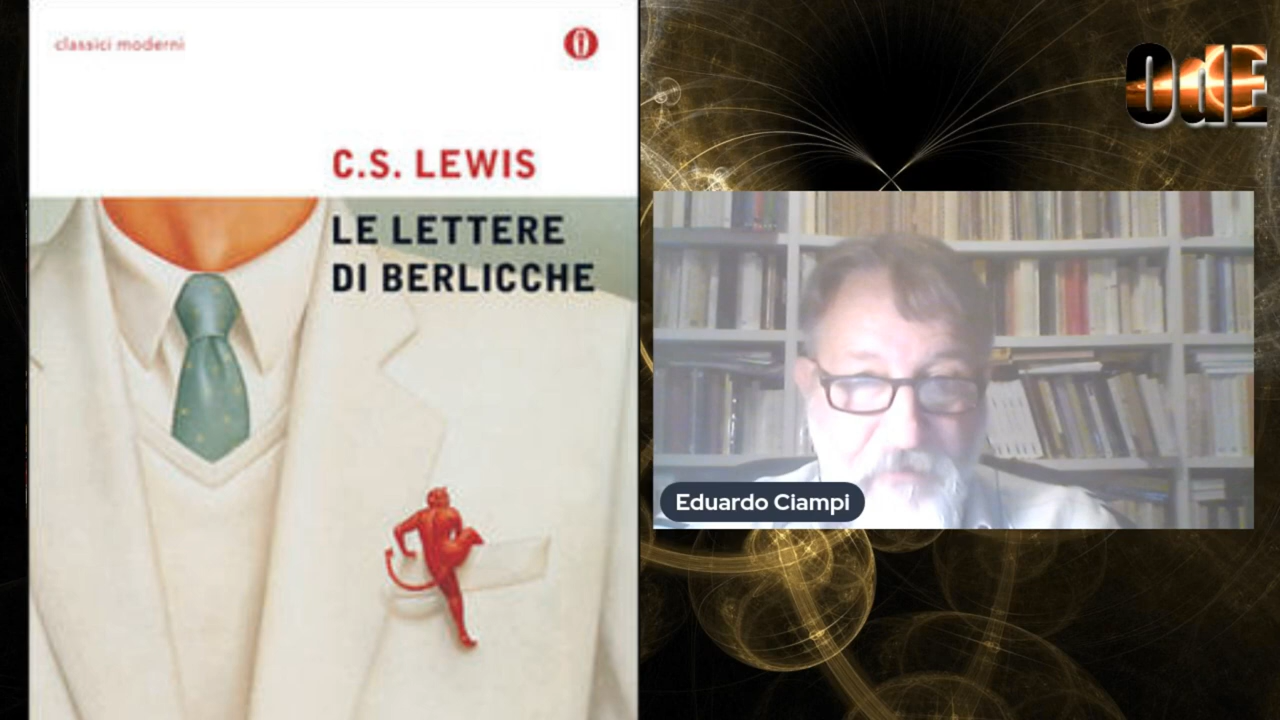 classici moderni
C.S. LEWIS
LE LETTERE
DI BERLICCHE
OdE
Eduardo Ciampi